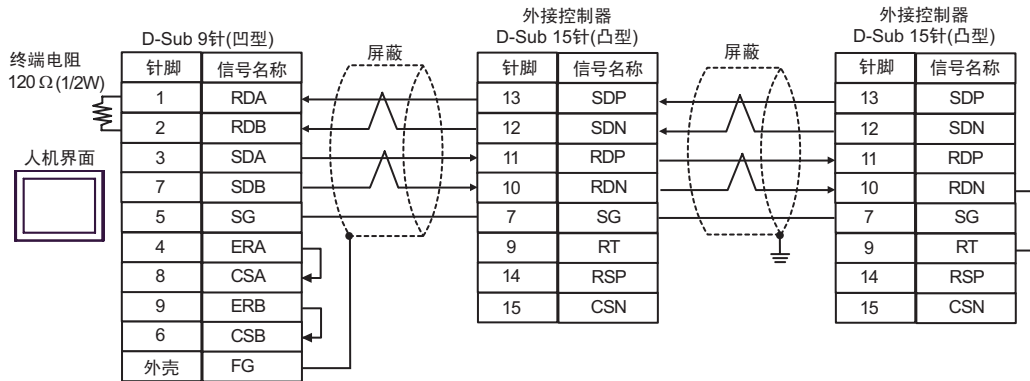 外接控制器
D-Sub 15针(凸型)
外接控制器
D-Sub 15针(凸型)
D-Sub 9针(凹型)
屏蔽
屏蔽
终端电阻
120 Ω (1/2W)
人机界面
针脚 信号名称
1 RDA
2 RDB
3 SDA
7 SDB
5 SG
4 ERA
8 CSA
9 ERB
6 CSB
外壳 FG
针脚 信号名称
13 SDP
12 SDN
11 RDP
10 RDN
7 SG
9 RT
14 RSP
15 CSN
针脚 信号名称
13 SDP
12 SDN
11 RDP
10 RDN
7 SG
9 RT
14 RSP
15 CSN